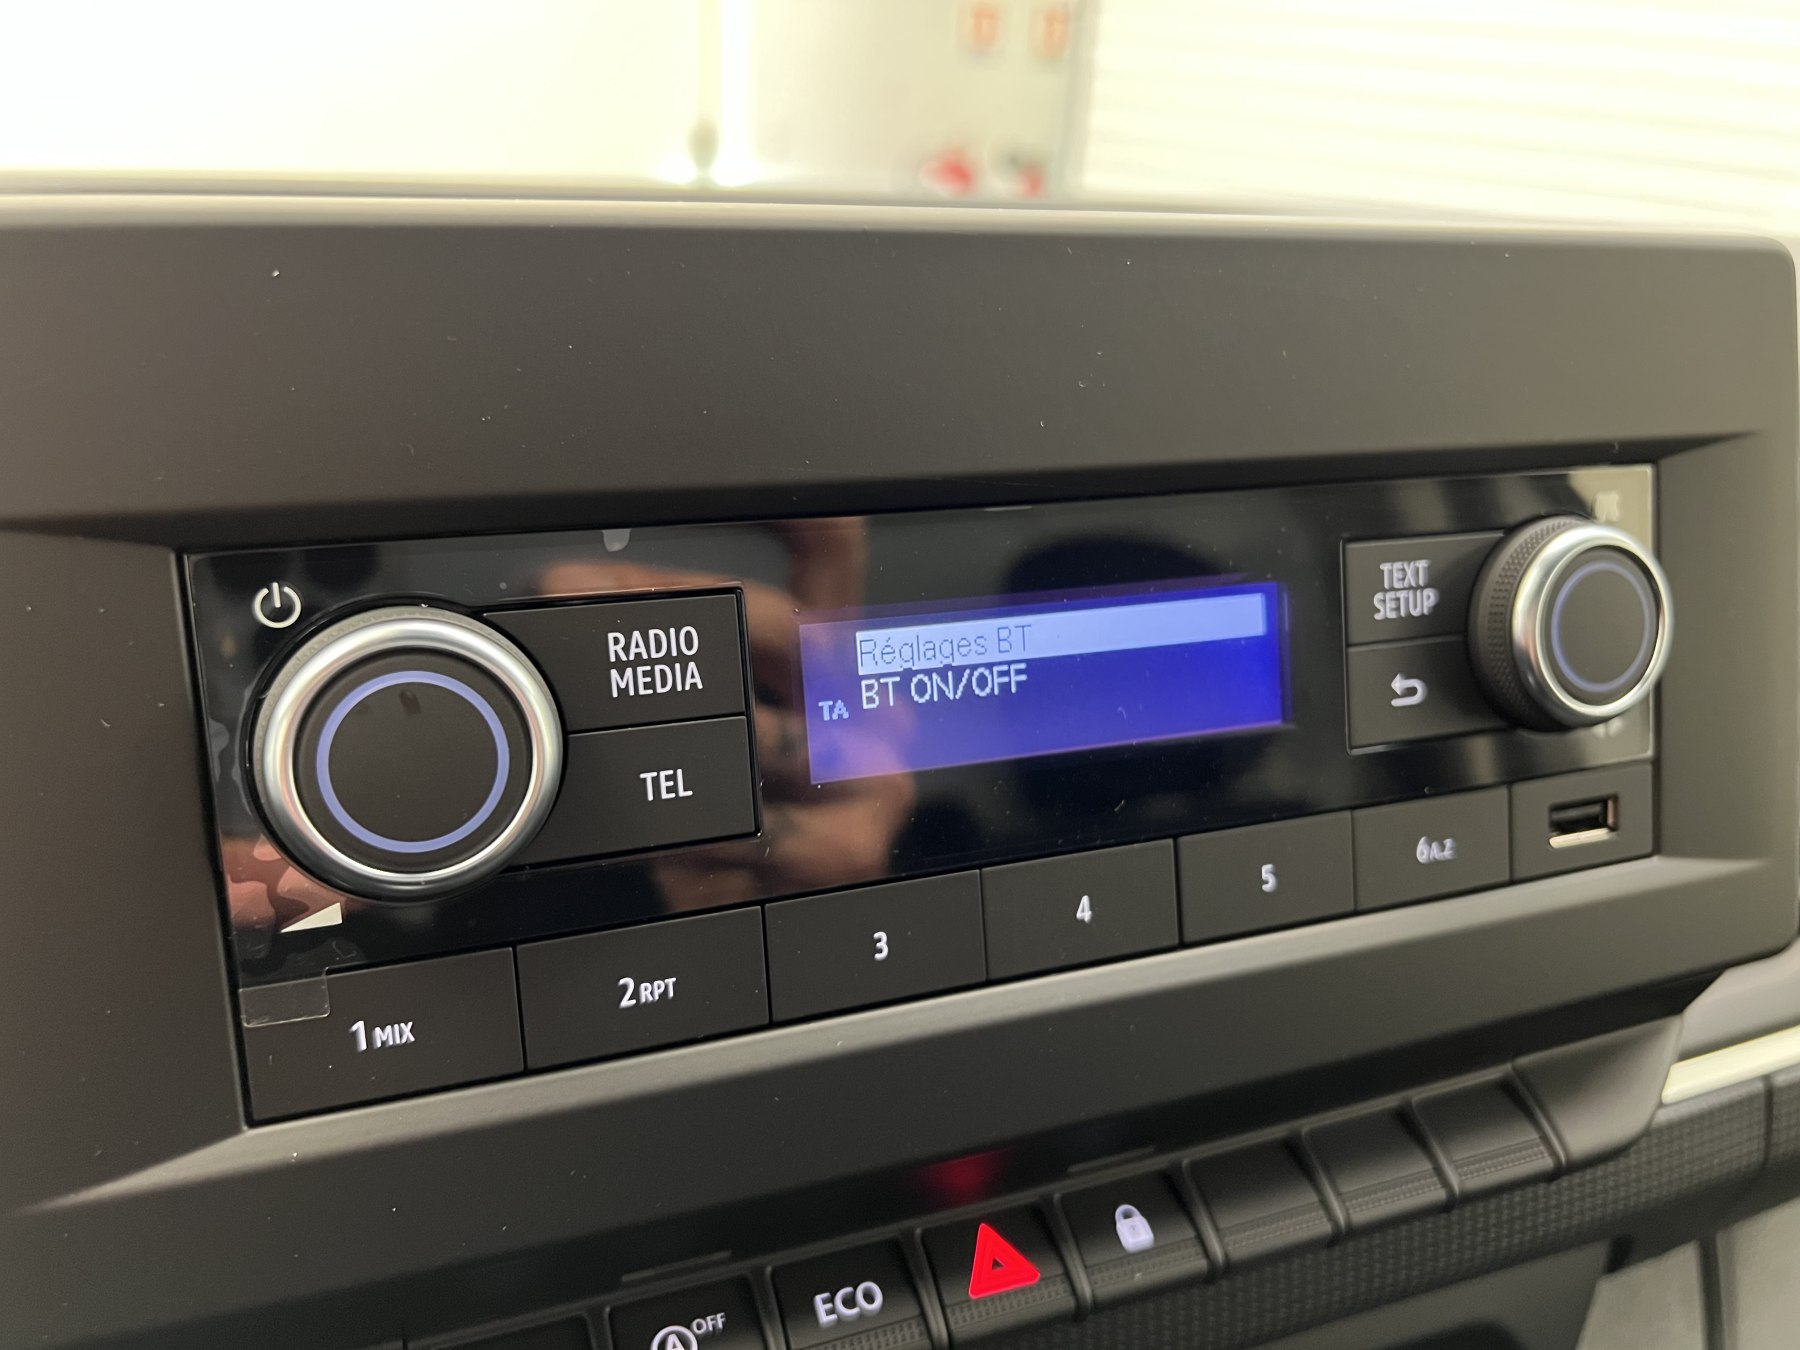 RADIO
MEDIA
TEL
Réglages BT
BT ON/OFF
TA
TEXT
SETUP
1 MIX
2 RPT
3
4
5
6 A.Z
A OFF
ECO